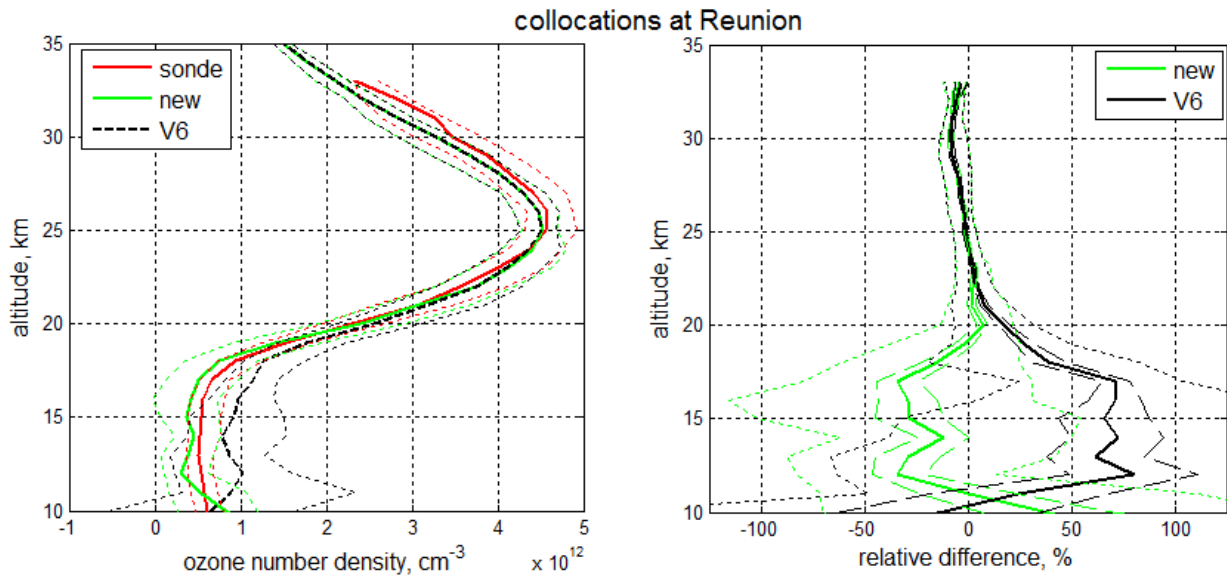 collocations at Reunion
35
30
25
20
15
10
altitude, km
sonde
new
V6
-1 0 1 2 3 4 5
ozone number density, cm-3 x 10^12
35
30
25
20
15
10
altitude, km
new
V6
-100 -50 0 50 100
relative difference, %